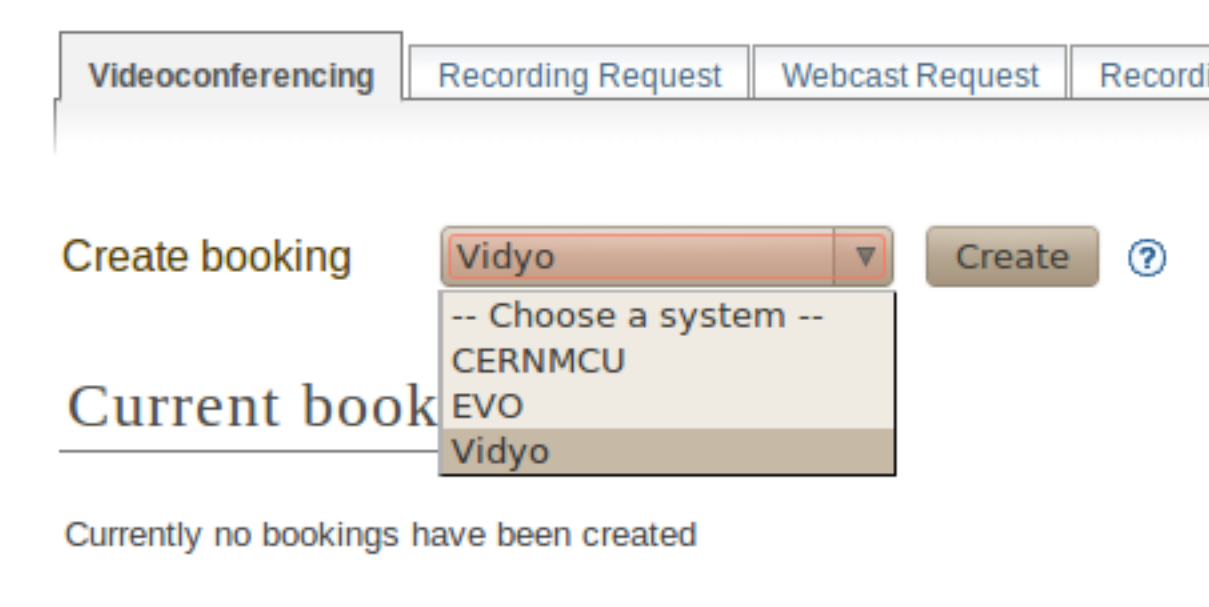 Videoconferencing Recording Request Webcast Request Recordi
Create booking Vidyo Create ?
-- Choose a system --
CERNMCU
EVO
Vidyo
Current book
Currently no bookings have been created